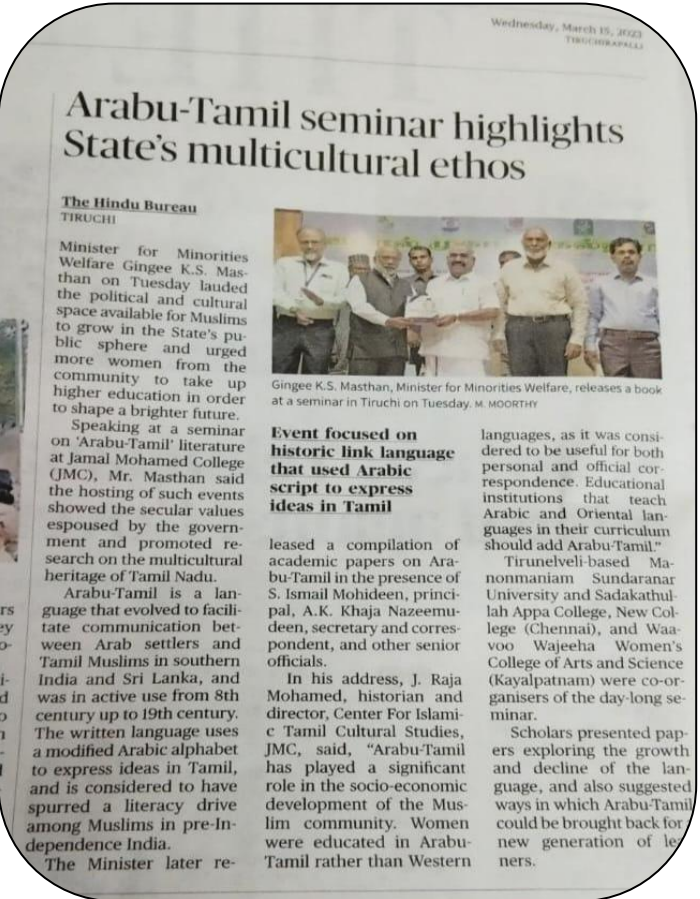 Wednesday, March 15, 2023
TIRUCHIRAPALLI
Arabu-Tamil seminar highlights
State's multicultural ethos
The Hindu Bureau
TIRUCHI
Minister for Minorities
Welfare Gingee K.S. Mas-
than on Tuesday lauded
the political and cultural
space available for Muslims
to grow in the State's pu-
blic sphere and urged
more women from the
community to take up
higher education in order
to shape a brighter future.
Speaking at a seminar
on 'Arabu-Tamil' literature
at Jamal Mohamed College
(JMC), Mr. Masthan said
the hosting of such events
showed the secular values
espoused by the govern-
ment and promoted re-
search on the multicultural
heritage of Tamil Nadu.
Arabu-Tamil is a lan-
guage that evolved to facili-
tate communication bet-
ween Arab settlers and
Tamil Muslims in southern
India and Sri Lanka, and
was in active use from 8th
century up to 19th century.
The written language uses
a modified Arabic alphabet
to express ideas in Tamil,
and is considered to have
spurred a literacy drive
among Muslims in pre-In-
dependence India.
The Minister later re-
Gingee K.S. Masthan, Minister for Minorities Welfare, releases a book
at a seminar in Tiruchi on Tuesday. M. MOORTHY
Event focused on
historic link language
that used Arabic
script to express
ideas in Tamil
leased a compilation of
academic papers on Ara-
bu-Tamil in the presence of
S. Ismail Mohideen, princi-
pal, A.K. Khaja Nazeemu-
deen, secretary and corres-
pondent, and other senior
officials.
In his address, J. Raja
Mohamed, historian and
director, Center For Islami-
c Tamil Cultural Studies,
JMC, said, "Arabu-Tamil
has played a significant
role in the socio-economic
development of the Mus-
lim community. Women
were educated in Arabu-
Tamil rather than Western
languages, as it was consi-
dered to be useful for both
personal and official cor-
respondence. Educational
institutions that teach
Arabic and Oriental lan-
guages in their curriculum
should add Arabu-Tamil."
Tirunelveli-based Ma-
nonmaniam Sundaranar
University and Sadakathul-
lah Appa College, New Col-
lege (Chennai), and Waa-
voo Wajeeha Women's
College of Arts and Science
(Kayalpatnam) were co-or-
ganisers of the day-long se-
minar.
Scholars presented pap-
ers exploring the growth
and decline of the lan-
guage, and also suggested
ways in which Arabu-Tamil
could be brought back for
new generation of
ners.